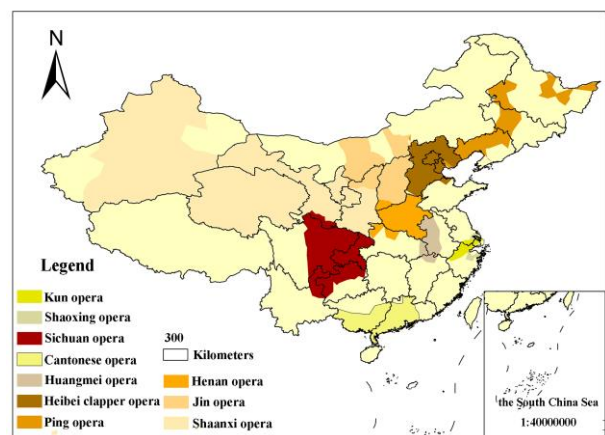 N
Legend
Kun opera
Shaoxing opera
Sichuan opera
Cantonese opera
Huangmei opera
Heibei clapper opera
Ping opera
300
Kilometers
Henan opera
Jin opera
Shaanxi opera
the South China Sea
1:40000000